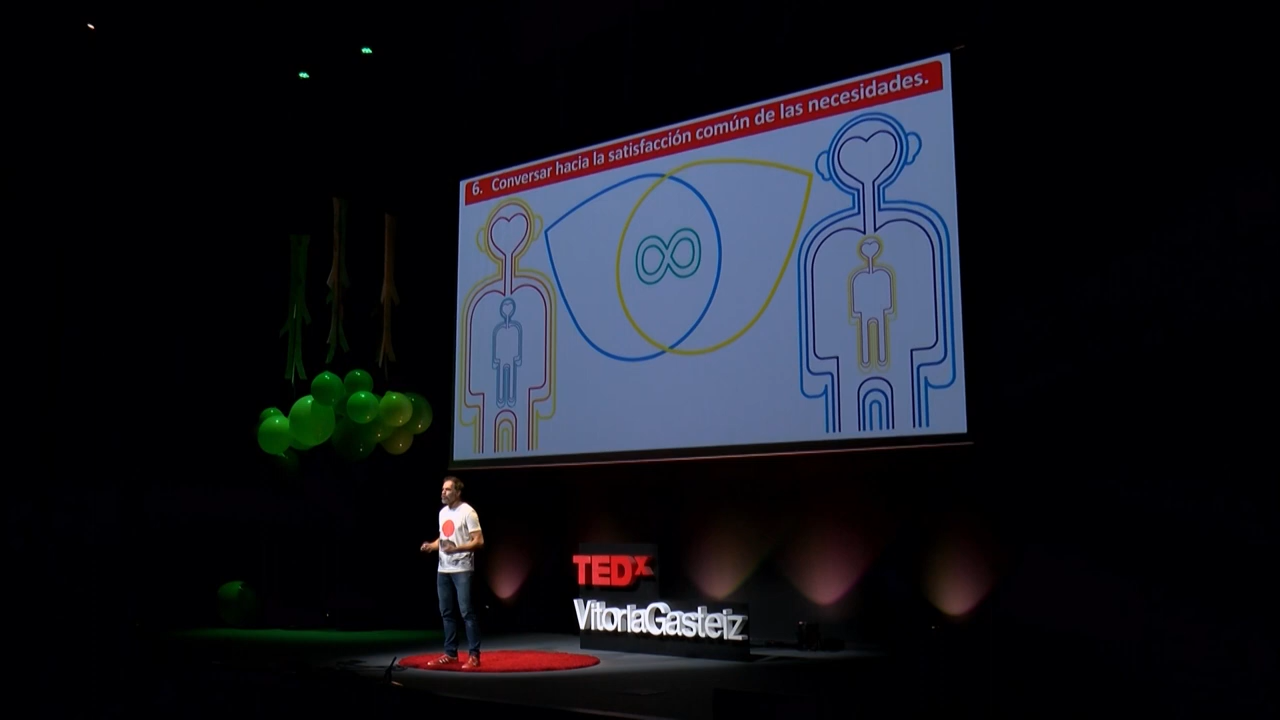 6. Conversar hacia la satisfacción común de las necesidades.
TEDx
VitoriaGasteiz